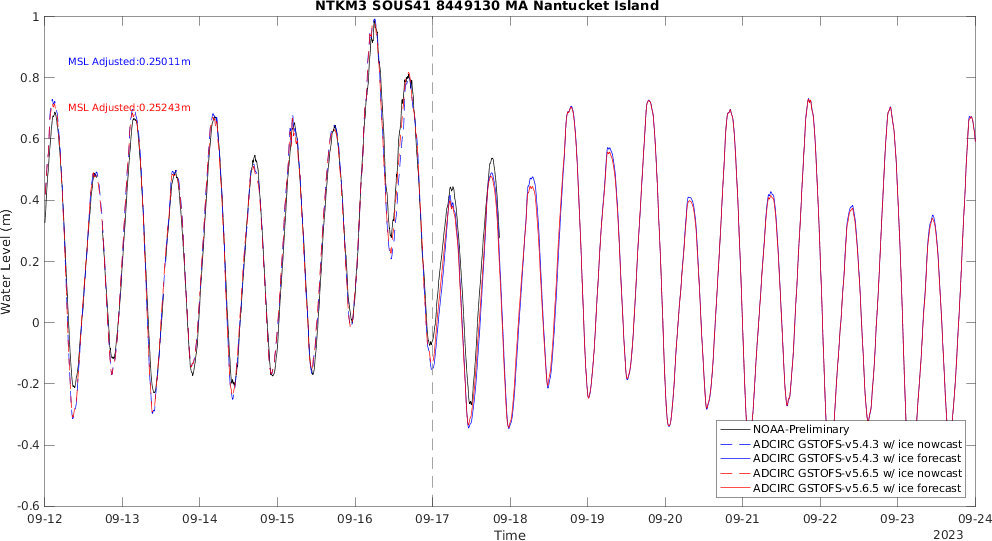 NTKM3 SOUS41 8449130 MA Nantucket Island
1
0.8
0.6
0.4
0.2
0
-0.2
-0.4
-0.6
Water Level (m)
MSL Adjusted:0.25011m
MSL Adjusted:0.25243m
NOAA-Preliminary
ADCIRC GSTOFS-v5.4.3 w/ ice nowcast
ADCIRC GSTOFS-v5.4.3 w/ ice forecast
ADCIRC GSTOFS-v5.6.5 w/ ice nowcast
ADCIRC GSTOFS-v5.6.5 w/ ice forecast
09-12 09-13 09-14 09-15 09-16 09-17 09-18 09-19 09-20 09-21 09-22 09-23 09-24
Time
2023